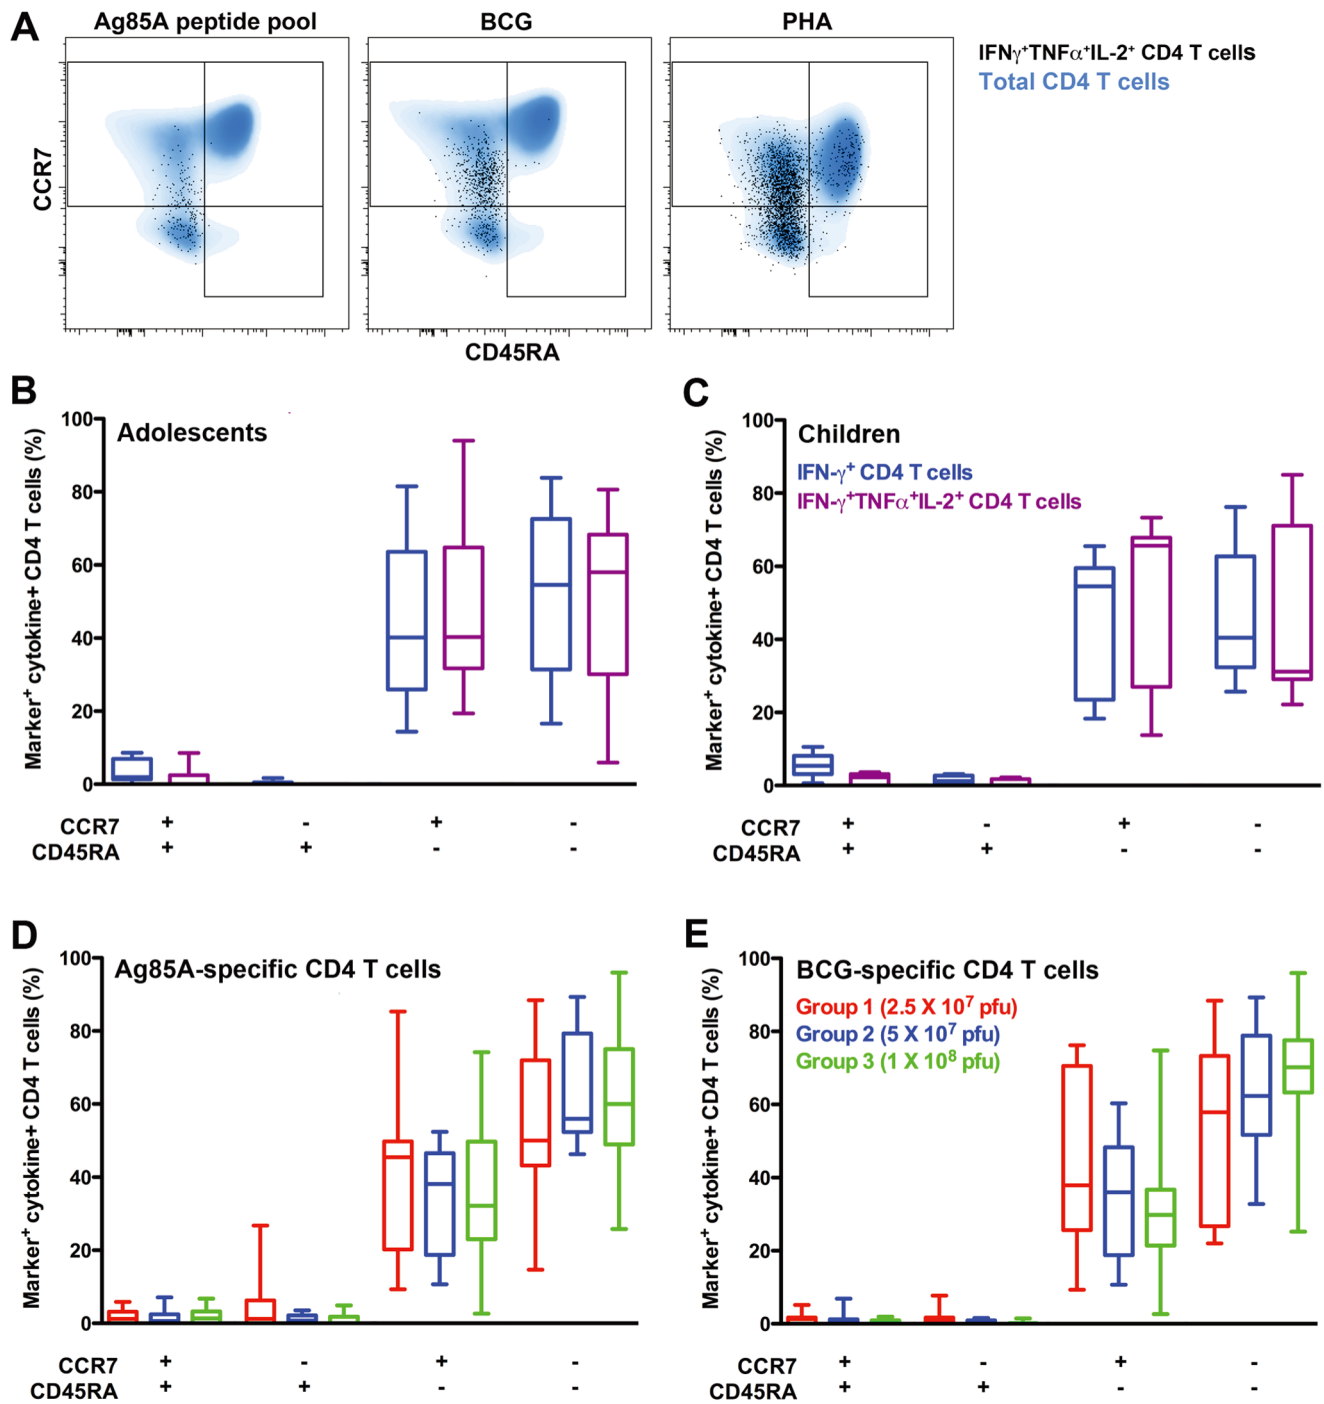 A
Ag85A peptide pool
BCG
PHA
IFNγ⁺TNFα⁺IL-2⁺ CD4 T cells
Total CD4 T cells
CCR7
CD45RA
B
Adolescents
Marker⁺ cytokine+ CD4 T cells (%)
100
80
60
40
20
0
CCR7 + - + -
CD45RA + + - -
C
Children
IFN-γ⁺ CD4 T cells
IFN-γ⁺TNFα⁺IL-2⁺ CD4 T cells
Marker⁺ cytokine+ CD4 T cells (%)
100
80
60
40
20
0
CCR7 + - + -
CD45RA + + - -
D
Ag85A-specific CD4 T cells
Marker⁺ cytokine+ CD4 T cells (%)
100
80
60
40
20
0
CCR7 + - + -
CD45RA + + - -
E
BCG-specific CD4 T cells
Group 1 (2.5 X 10⁷ pfu)
Group 2 (5 X 10⁷ pfu)
Group 3 (1 X 10⁸ pfu)
Marker⁺ cytokine+ CD4 T cells (%)
100
80
60
40
20
0
CCR7 + - + -
CD45RA + + - -